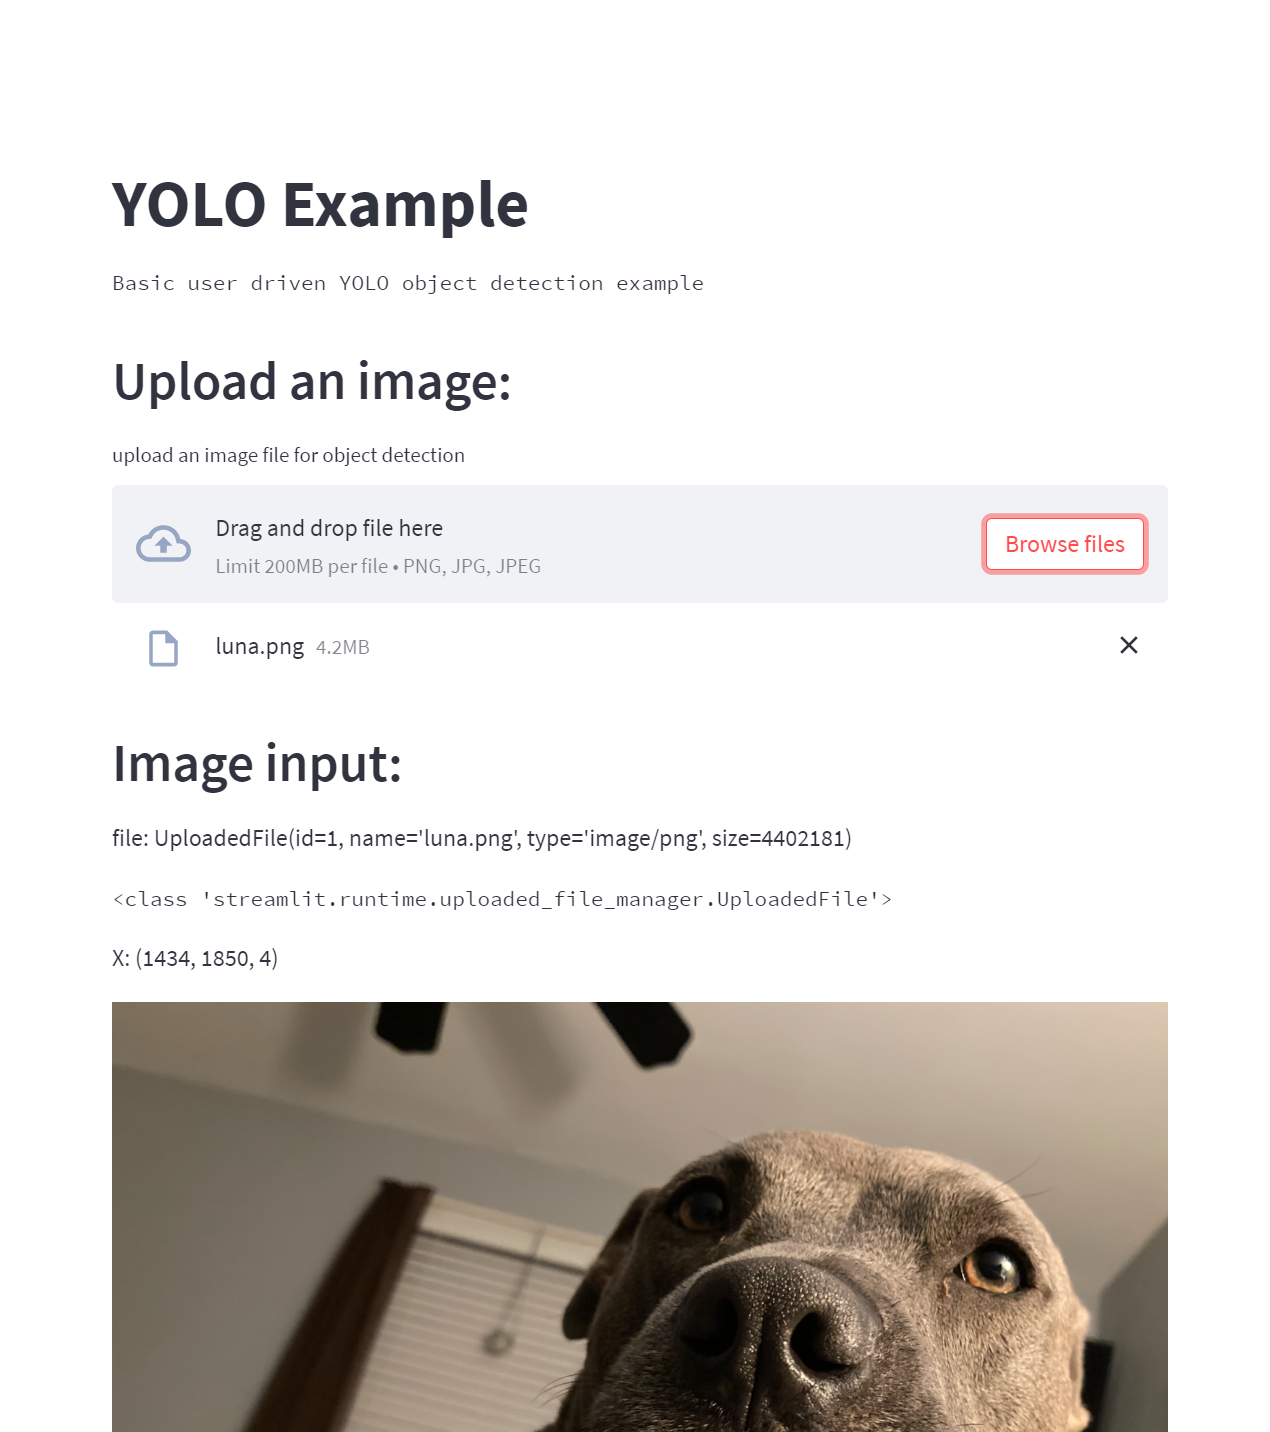 YOLO Example
Basic user driven YOLO object detection example
Upload an image:
upload an image file for object detection
Drag and drop file here
Limit 200MB per file • PNG, JPG, JPEG
Browse files
luna.png 4.2MB
Image input:
file: UploadedFile(id=1, name='luna.png', type='image/png', size=4402181)
<class 'streamlit.runtime.uploaded_file_manager.UploadedFile'>
X: (1434, 1850, 4)